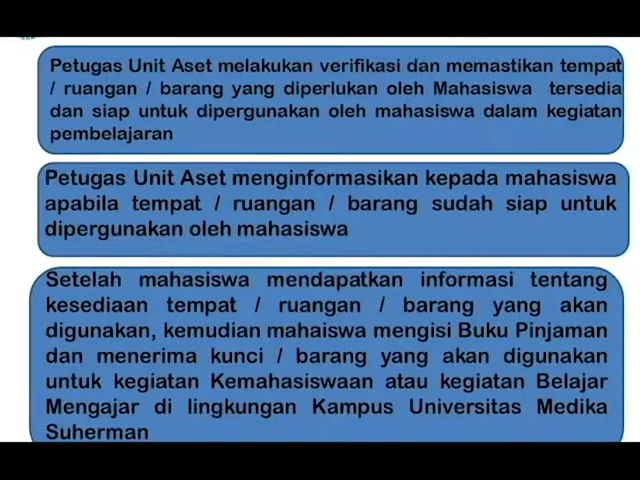 Petugas Unit Aset melakukan verifikasi dan memastikan tempat
/ ruangan / barang yang diperlukan oleh Mahasiswa tersedia
dan siap untuk dipergunakan oleh mahasiswa dalam kegiatan
pembelajaran
Petugas Unit Aset menginformasikan kepada mahasiswa
apabila tempat / ruangan / barang sudah siap untuk
dipergunakan oleh mahasiswa
Setelah mahasiswa mendapatkan informasi tentang
kesediaan tempat / ruangan / barang yang akan
digunakan, kemudian mahaiswa mengisi Buku Pinjaman
dan menerima kunci / barang yang akan digunakan
untuk kegiatan Kemahasiswaan atau kegiatan Belajar
Mengajar di lingkungan Kampus Universitas Medika
Suherman